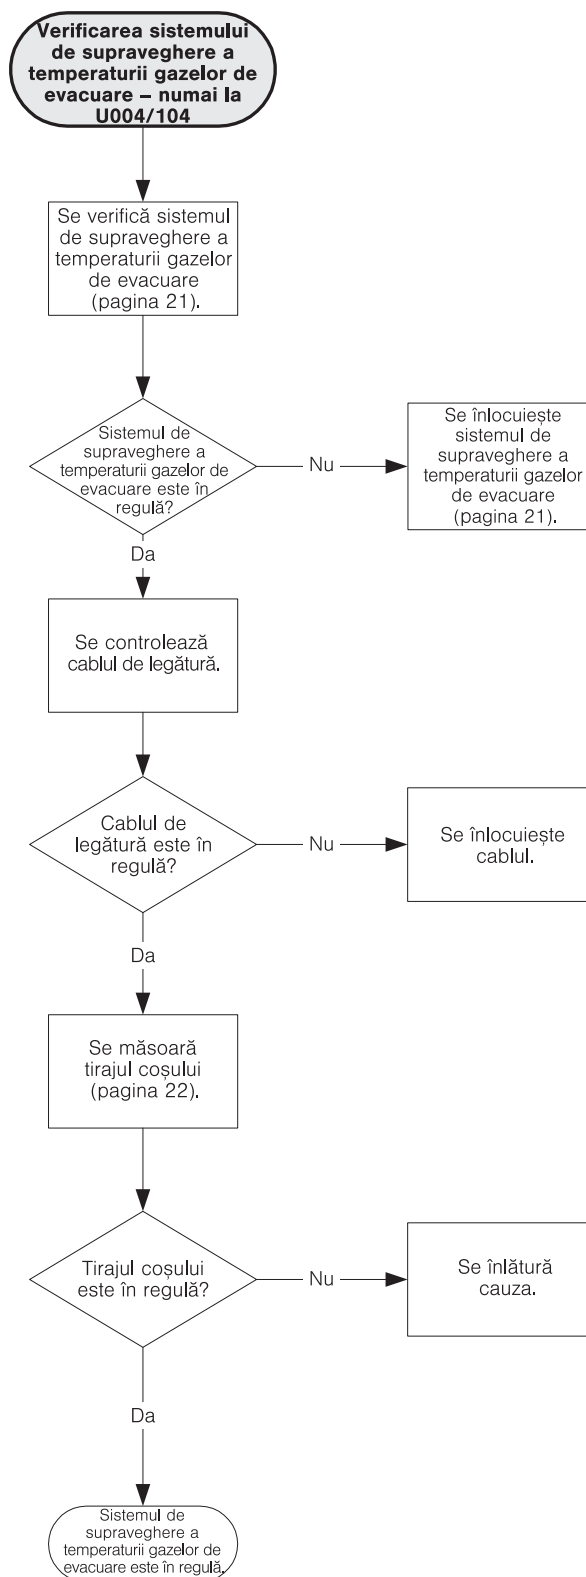 Verificarea sistemului
de supraveghere a
temperaturii gazelor de
evacuare – numai la
U004/104
Se verifică sistemul
de supraveghere a
temperaturii gazelor
de evacuare
(pagina 21).
Sistemul de
supraveghere a
temperaturii gazelor de
evacuare este în
regulă?
Nu
Se înlocuiește
sistemul de
supraveghere a
temperaturii gazelor
de evacuare
(pagina 21).
Da
Se controlează
cablul de legătură.
Cablul de
legătură este în
regulă?
Nu
Se înlocuiește
cablul.
Da
Se măsoară
tirajul coșului
(pagina 22).
Tirajul coșului
este în regulă?
Nu
Se înlătură
cauza.
Da
Sistemul de
supraveghere a
temperaturii gazelor de
evacuare este în regulă.